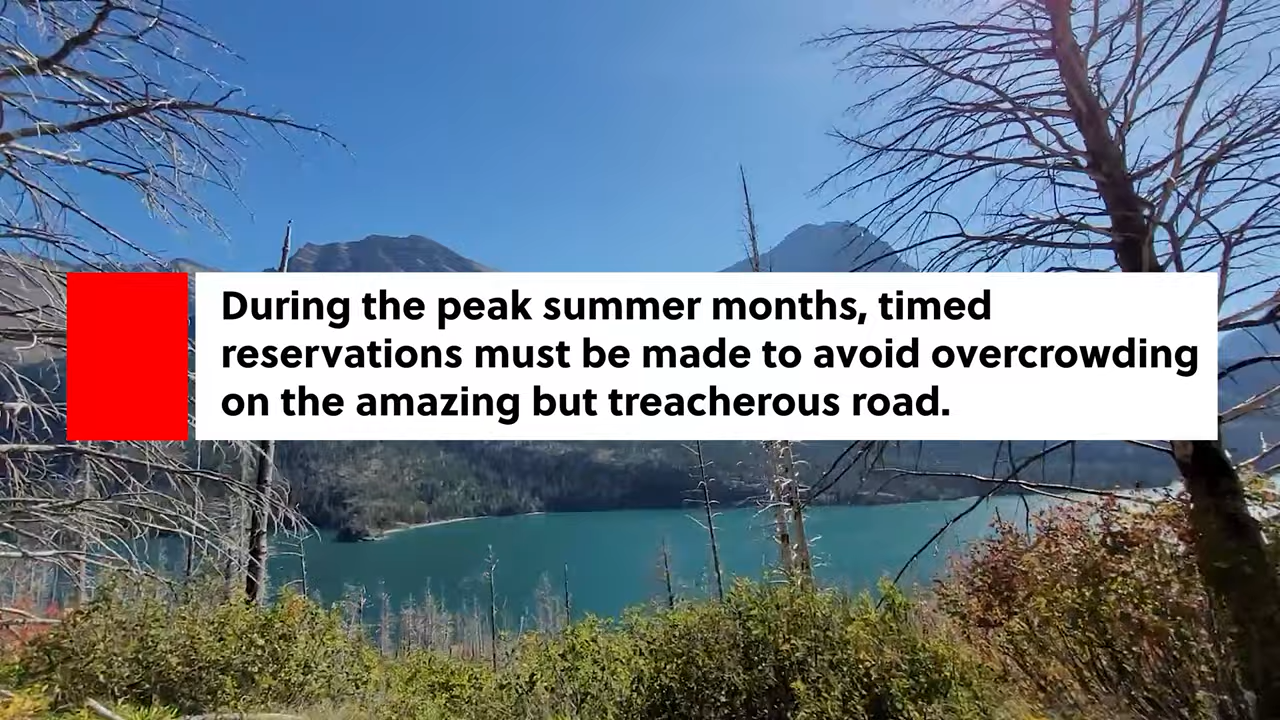 During the peak summer months, timed
reservations must be made to avoid overcrowding
on the amazing but treacherous road.